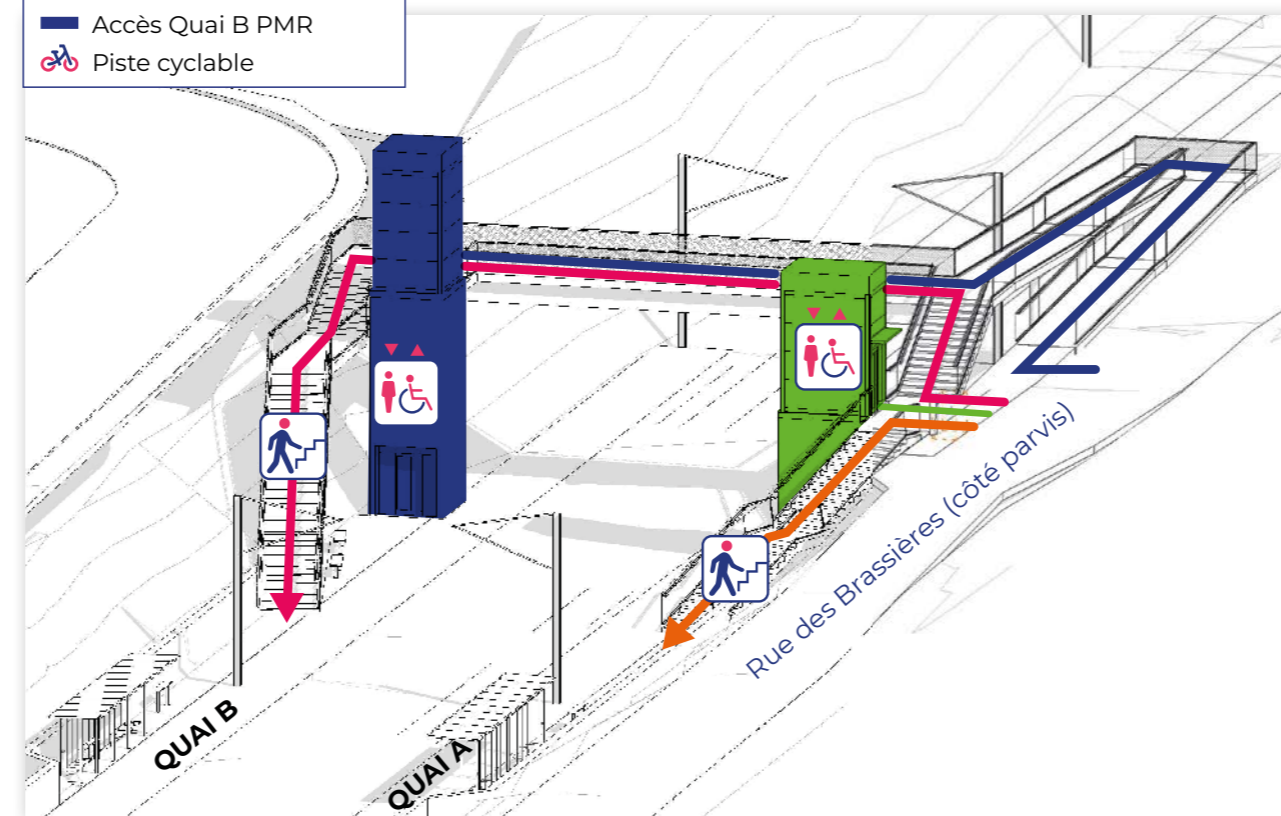 Accès Quai B PMR
Piste cyclable
Rue des Brassières (côté parvis)
QUAI B
QUAI A